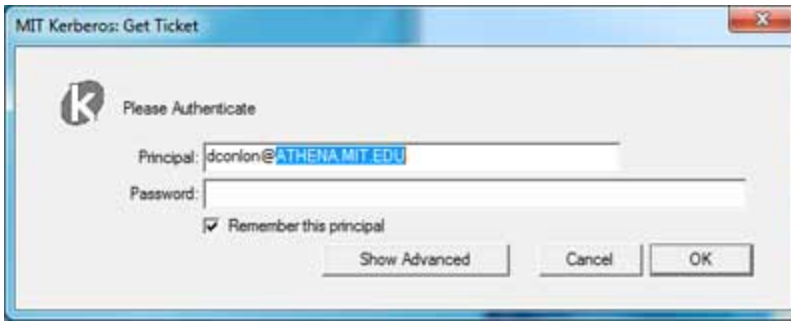 MIT Kerberos: Get Ticket
Please Authenticate
Principal: dconlon@ATHENA.MIT.EDU
Password:
Remember this principal
Show Advanced Cancel OK